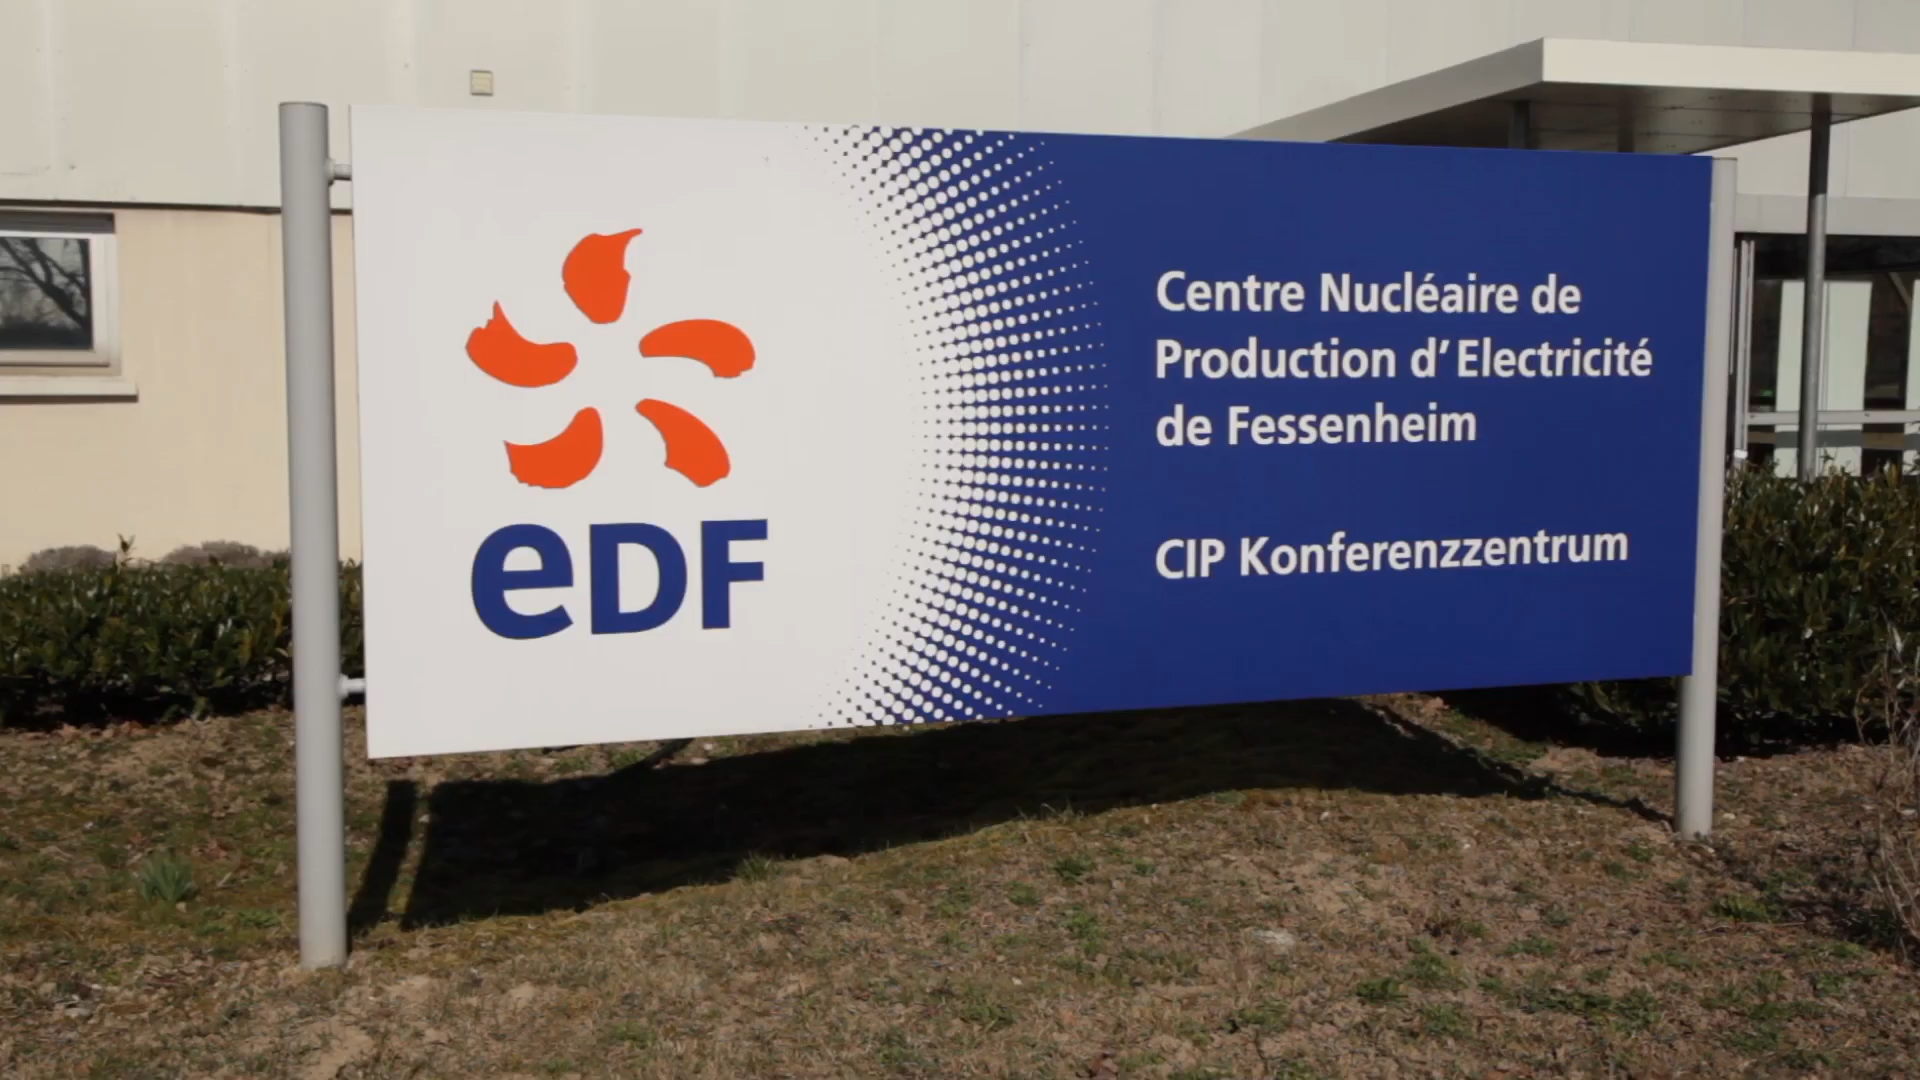 eDF
Centre Nucléaire de
Production d' Electricité
de Fessenheim
CIP Konferenzzentrum